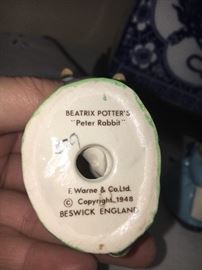 BEATRIX POTTER'S
"Peter Rabbit"
F. Warne & Co. Ltd.
© Copyright 1948
BESWICK ENGLAND